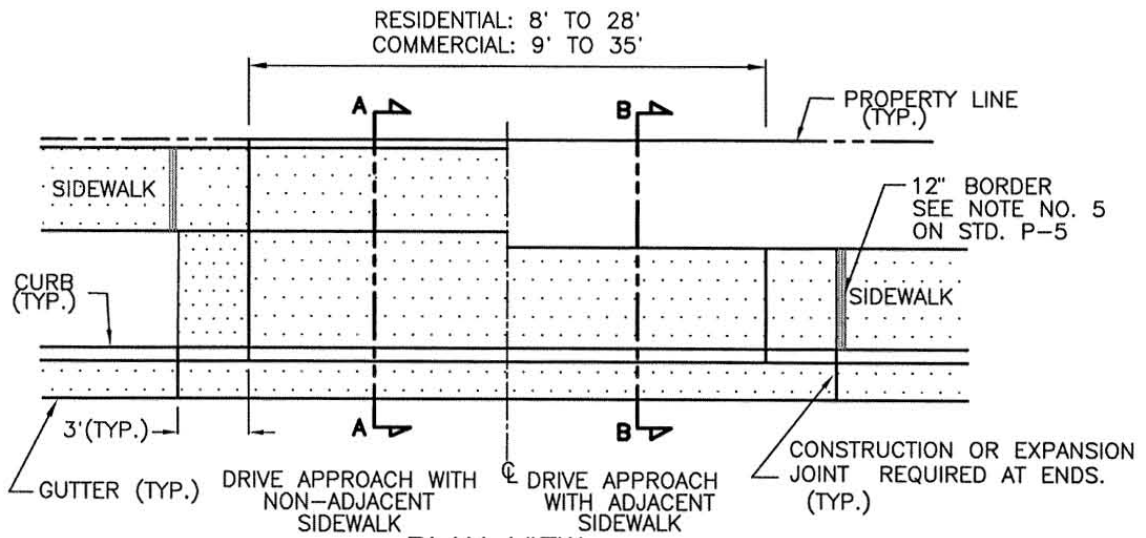 RESIDENTIAL: 8' TO 28'
COMMERCIAL: 9' TO 35'
A
B
PROPERTY LINE
(TYP.)
SIDEWALK
12" BORDER
SEE NOTE NO. 5
ON STD. P-5
CURB
(TYP.)
SIDEWALK
3'(TYP.)
A
B
GUTTER (TYP.)
DRIVE APPROACH WITH
NON-ADJACENT
SIDEWALK
℄
DRIVE APPROACH
WITH ADJACENT
SIDEWALK
CONSTRUCTION OR EXPANSION
JOINT REQUIRED AT ENDS.
(TYP.)